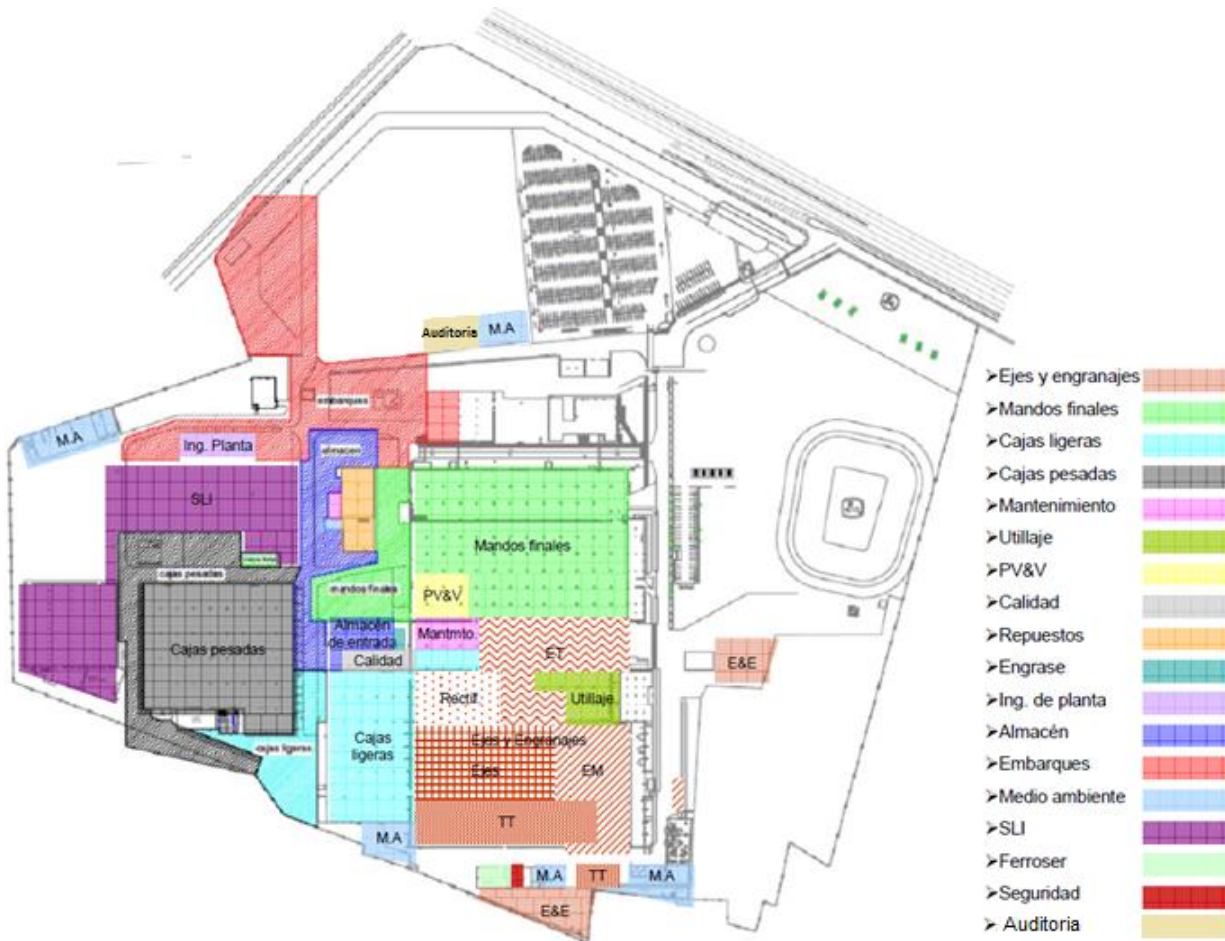 Auditoria
M.A
embarques
M.A
Ing. Planta
almacen
SLI
Mandos finales
cajas pesadas
mandos finales
PV&V
Almacén
de entrada
Mantmto.
Cajas pesadas
Calidad
ET
E&E
Rectif.
Utillaje
Cajas
ligeras
Ejes y Engranajes
cajas ligeras
Ejes
EM
TT
M.A
M.A
TT
M.A
E&E
➤Ejes y engranajes
➤Mandos finales
➤Cajas ligeras
➤Cajas pesadas
➤Mantenimiento
➤Utillaje
➤PV&V
➤Calidad
➤Repuestos
➤Engrase
➤Ing. de planta
➤Almacén
➤Embarques
➤Medio ambiente
➤SLI
➤Ferroser
➤Seguridad
➤ Auditoria